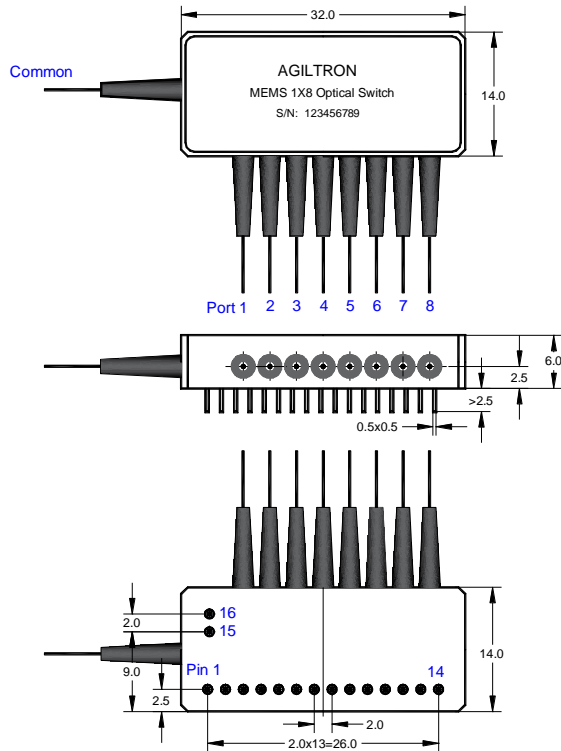 32.0
AGILTRON
Common
MEMS 1X8 Optical Switch
14.0
S/N: 123456789
Port 1 2 3 4 5 6 7 8
6.0
2.5
>2.5
0.5x0.5
16
2.0
15
9.0
Pin 1
14
14.0
2.5
2.0
2.0x13=26.0